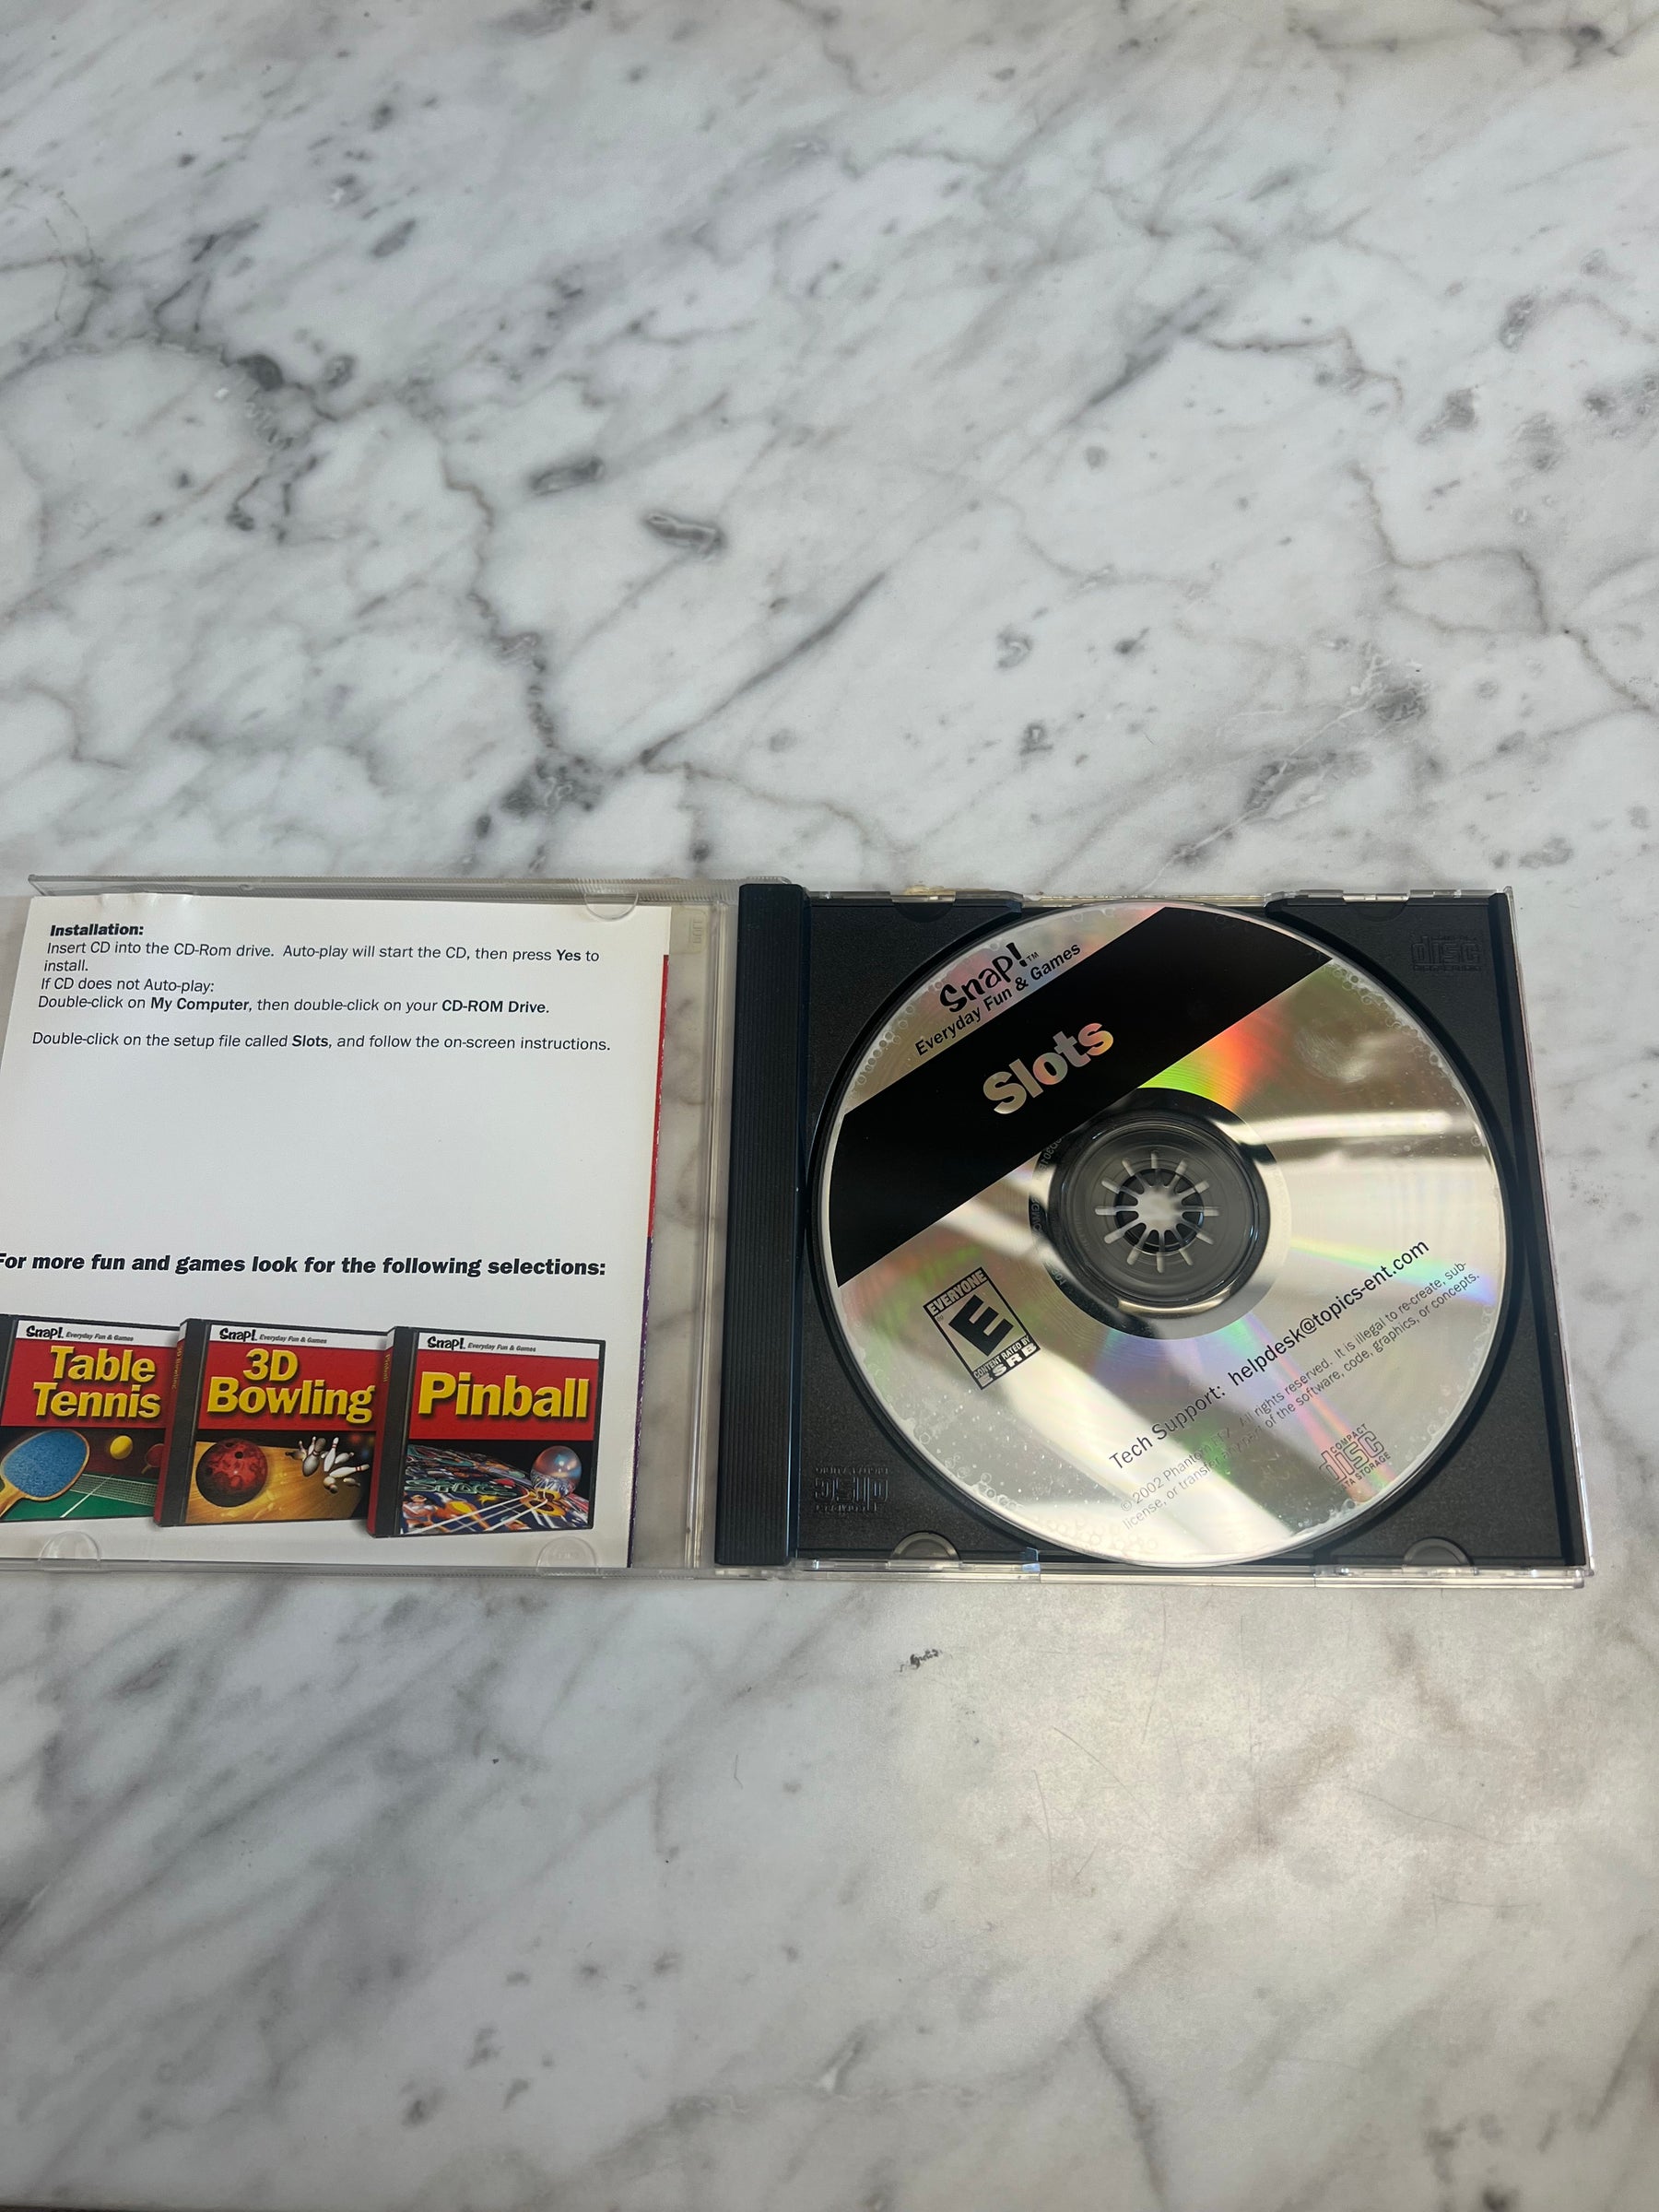 Installation:
Insert CD into the CD-Rom drive. Auto-play will start the CD, then press Yes to
install.
If CD does not Auto-play:
Double-click on My Computer, then double-click on your CD-ROM Drive.
Double-click on the setup file called Slots, and follow the on-screen instructions.
For more fun and games look for the following selections:
Snap! Everyday Fun & Games
Table
Tennis
Snap! Everyday Fun & Games
3D
Bowling
Snap! Everyday Fun & Games
Pinball
Snap!™
Everyday Fun & Games
Slots
EVERYONE
E
CONTENT RATED BY
ESRB
Tech Support: helpdesk@topics-ent.com
© 2002 All rights reserved. It is illegal to re-create, sub-
license, or of the software, code, graphics, or concepts.
COMPACT
disc
disc